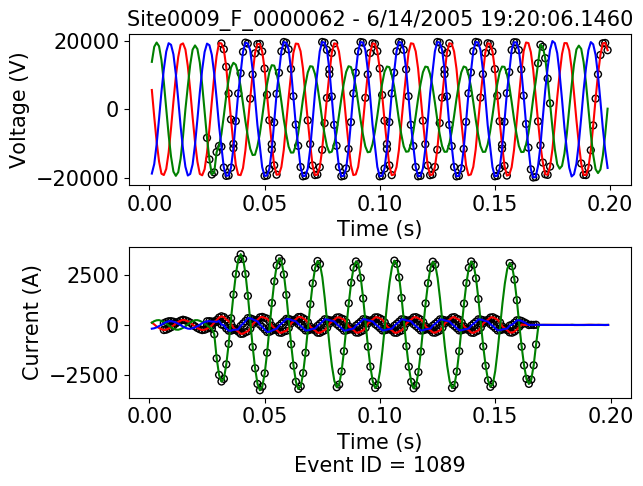 Site0009_F_0000062 - 6/14/2005 19:20:06.1460
Voltage (V)
20000
0
−20000
0.00 0.05 0.10 0.15 0.20
Time (s)
Current (A)
2500
0
−2500
0.00 0.05 0.10 0.15 0.20
Time (s)
Event ID = 1089